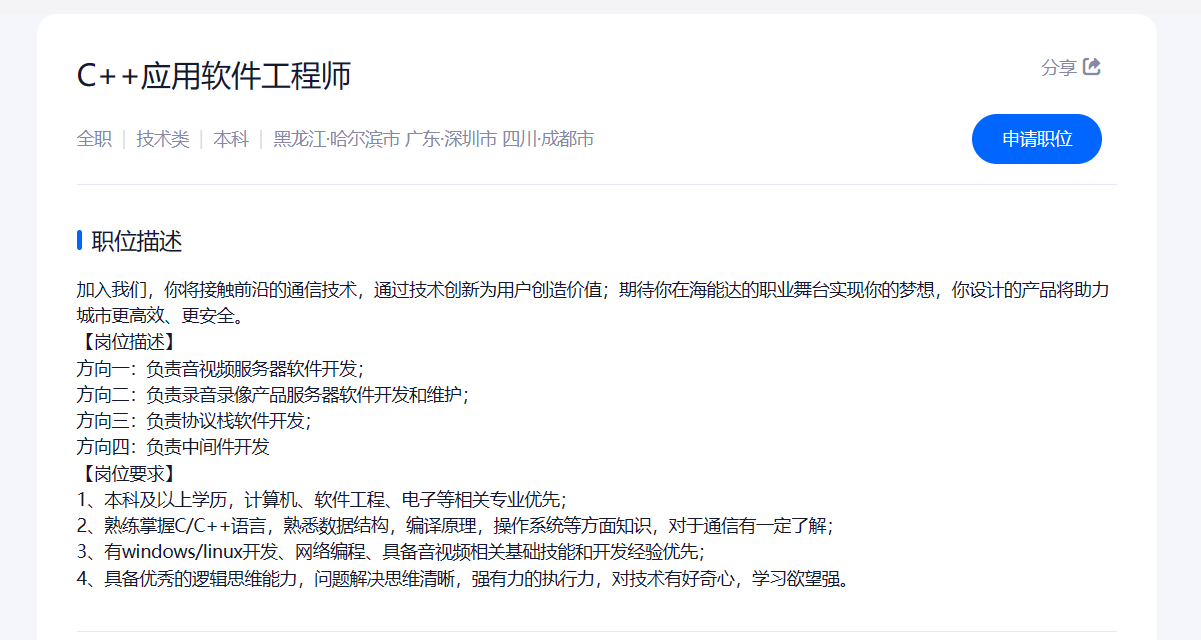 C++应用软件工程师
分享
全职 | 技术类 | 本科 | 黑龙江·哈尔滨市 广东·深圳市 四川·成都市
申请职位
职位描述
加入我们，你将接触前沿的通信技术，通过技术创新为用户创造价值；期待你在海能达的职业舞台实现你的梦想，你设计的产品将助力
城市更高效、更安全。
【岗位描述】
方向一：负责音视频服务器软件开发；
方向二：负责录音录像产品服务器软件开发和维护；
方向三：负责协议栈软件开发；
方向四：负责中间件开发
【岗位要求】
1、本科及以上学历，计算机、软件工程、电子等相关专业优先；
2、熟练掌握C/C++语言，熟悉数据结构，编译原理，操作系统等方面知识，对于通信有一定了解；
3、有windows/linux开发、网络编程、具备音视频相关基础技能和开发经验优先；
4、具备优秀的逻辑思维能力，问题解决思维清晰，强有力的执行力，对技术有好奇心，学习欲望强。